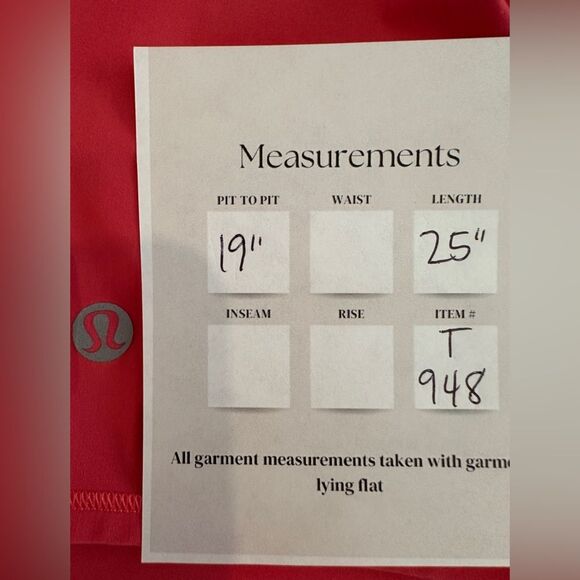 Measurements
PIT TO PIT WAIST LENGTH
19" 25"
INSEAM RISE ITEM #
T
948
All garment measurements taken with garme
lying flat